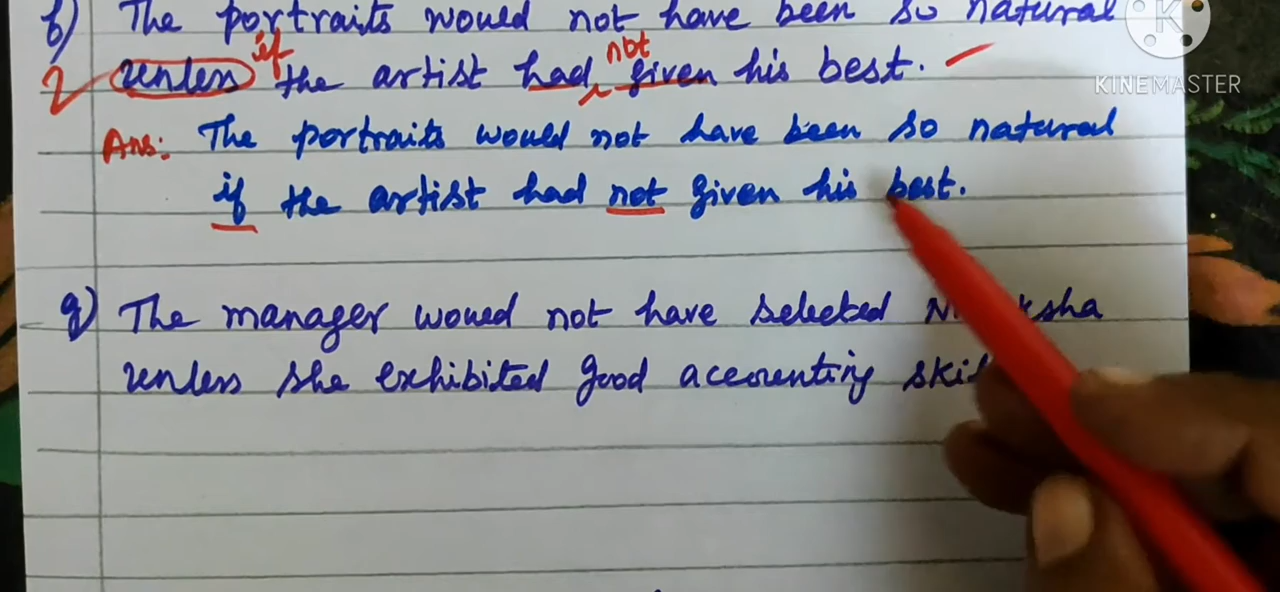 f) The portraits would not have been so natural
if not
2 unless the artist had given his best.
Ans: The portraits would not have been so natural
if the artist had not given his best.
g) The manager would not have selected
unless she exhibited good accounting
K
KINEMASTER